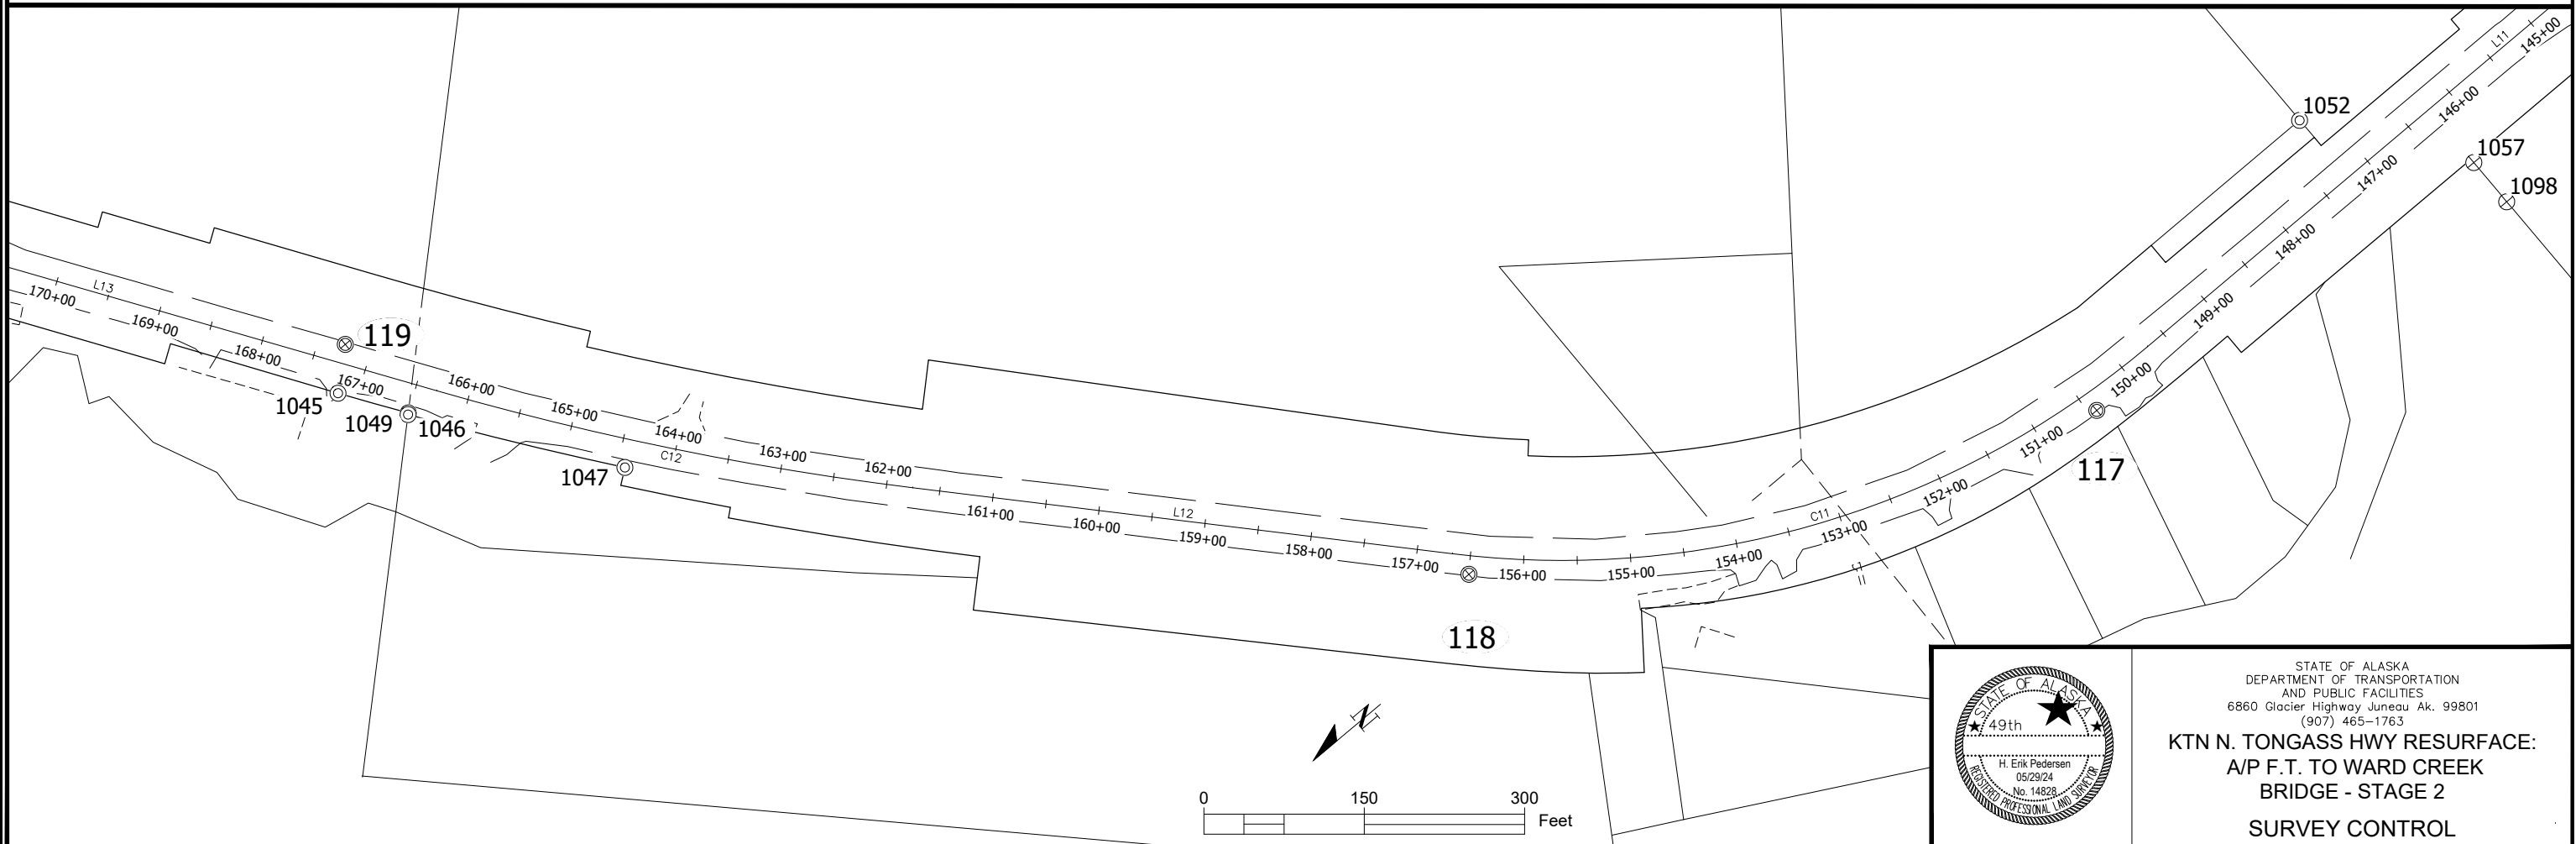 L11
145+00
146+00
147+00
148+00
149+00
150+00
151+00
152+00
153+00
C11
154+00
155+00
156+00
157+00
158+00
159+00
160+00
161+00
L12
162+00
163+00
164+00
C12
165+00
166+00
167+00
168+00
169+00
170+00
L13
1052
1057
1098
117
118
119
1045
1049
1046
1047
N
0 150 300
Feet
STATE OF ALASKA
49th
H. Erik Pedersen
05/29/24
No. 14828
REGISTERED PROFESSIONAL LAND SURVEYOR
STATE OF ALASKA
DEPARTMENT OF TRANSPORTATION
AND PUBLIC FACILITIES
6860 Glacier Highway Juneau Ak. 99801
(907) 465-1763
KTN N. TONGASS HWY RESURFACE:
A/P F.T. TO WARD CREEK
BRIDGE - STAGE 2
SURVEY CONTROL